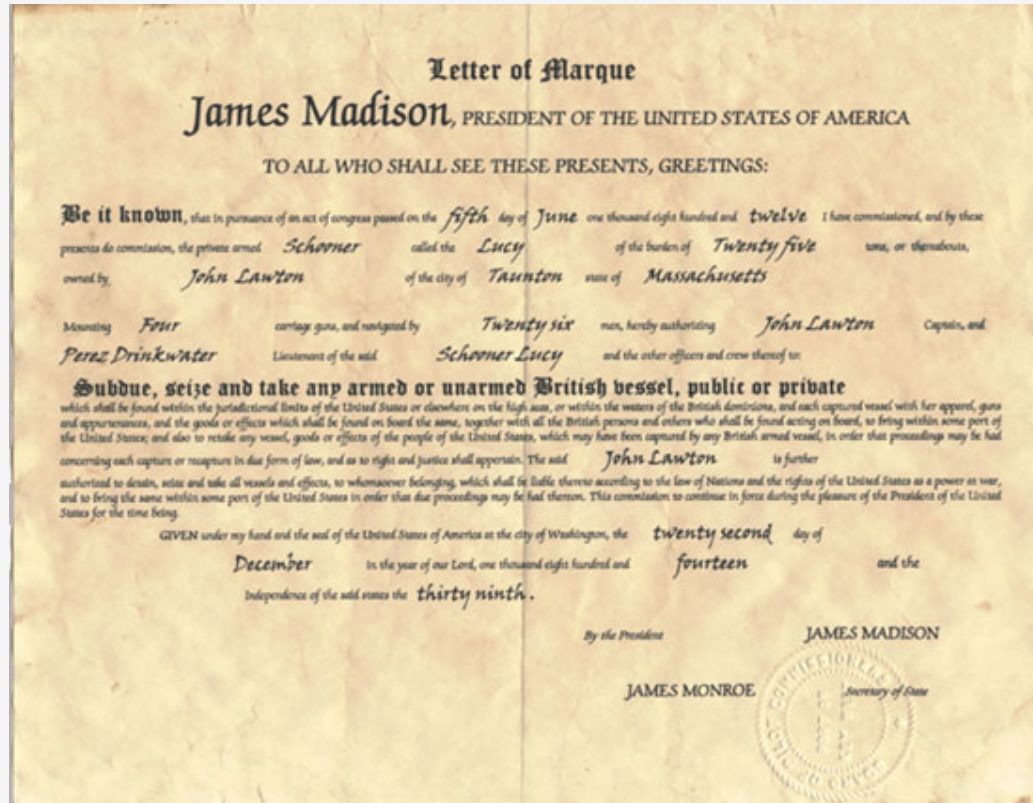 Letter of Marque
James Madison, PRESIDENT OF THE UNITED STATES OF AMERICA
TO ALL WHO SHALL SEE THESE PRESENTS, GREETINGS:
Be it known, that in pursuance of an act of congress passed on the fifth day of June one thousand eight hundred and twelve I have commissioned, and by these
presents do commission, the private armed Schooner called the Lucy of the burden of Twenty five tons, or thereabouts,
owned by John Lawton of the city of Taunton state of Massachusetts
Mounting Four carriage guns, and navigated by Twenty six men, hereby authorizing John Lawton Captain, and
Perez Drinkwater Lieutenant of the said Schooner Lucy and the other officers and crew thereof to:
Subdue, seize and take any armed or unarmed British vessel, public or private
which shall be found within the jurisdictional limits of the United States or elsewhere on the high seas, or within the waters of the British dominions, and each captured vessel with her apparel, guns
and appurtenances, and the goods or effects which shall be found on board the same, together with all the British persons and others who shall be found acting on board, to bring within some port of
the United States; and also to retake any vessel, goods or effects of the people of the United States, which may have been captured by any British armed vessel, in order that proceedings may be had
concerning each capture or recapture in due form of law, and as to right and justice shall appertain. The said John Lawton is further
authorized to detain, seize and take all vessels and effects, to whomsoever belonging, which shall be liable thereto according to the law of Nations and the rights of the United States as a power at war,
and to bring the same within some port of the United States in order that due proceedings may be had thereon. This commission to continue in force during the pleasure of the President of the United
States for the time being.
GIVEN under my hand and the seal of the United States of America at the city of Washington, the twenty second day of
December in the year of our Lord, one thousand eight hundred and fourteen and the
Independence of the said states the thirty ninth.
By the President JAMES MADISON
JAMES MONROE Secretary of State
BOARD OF PILOT COMMISSIONERS